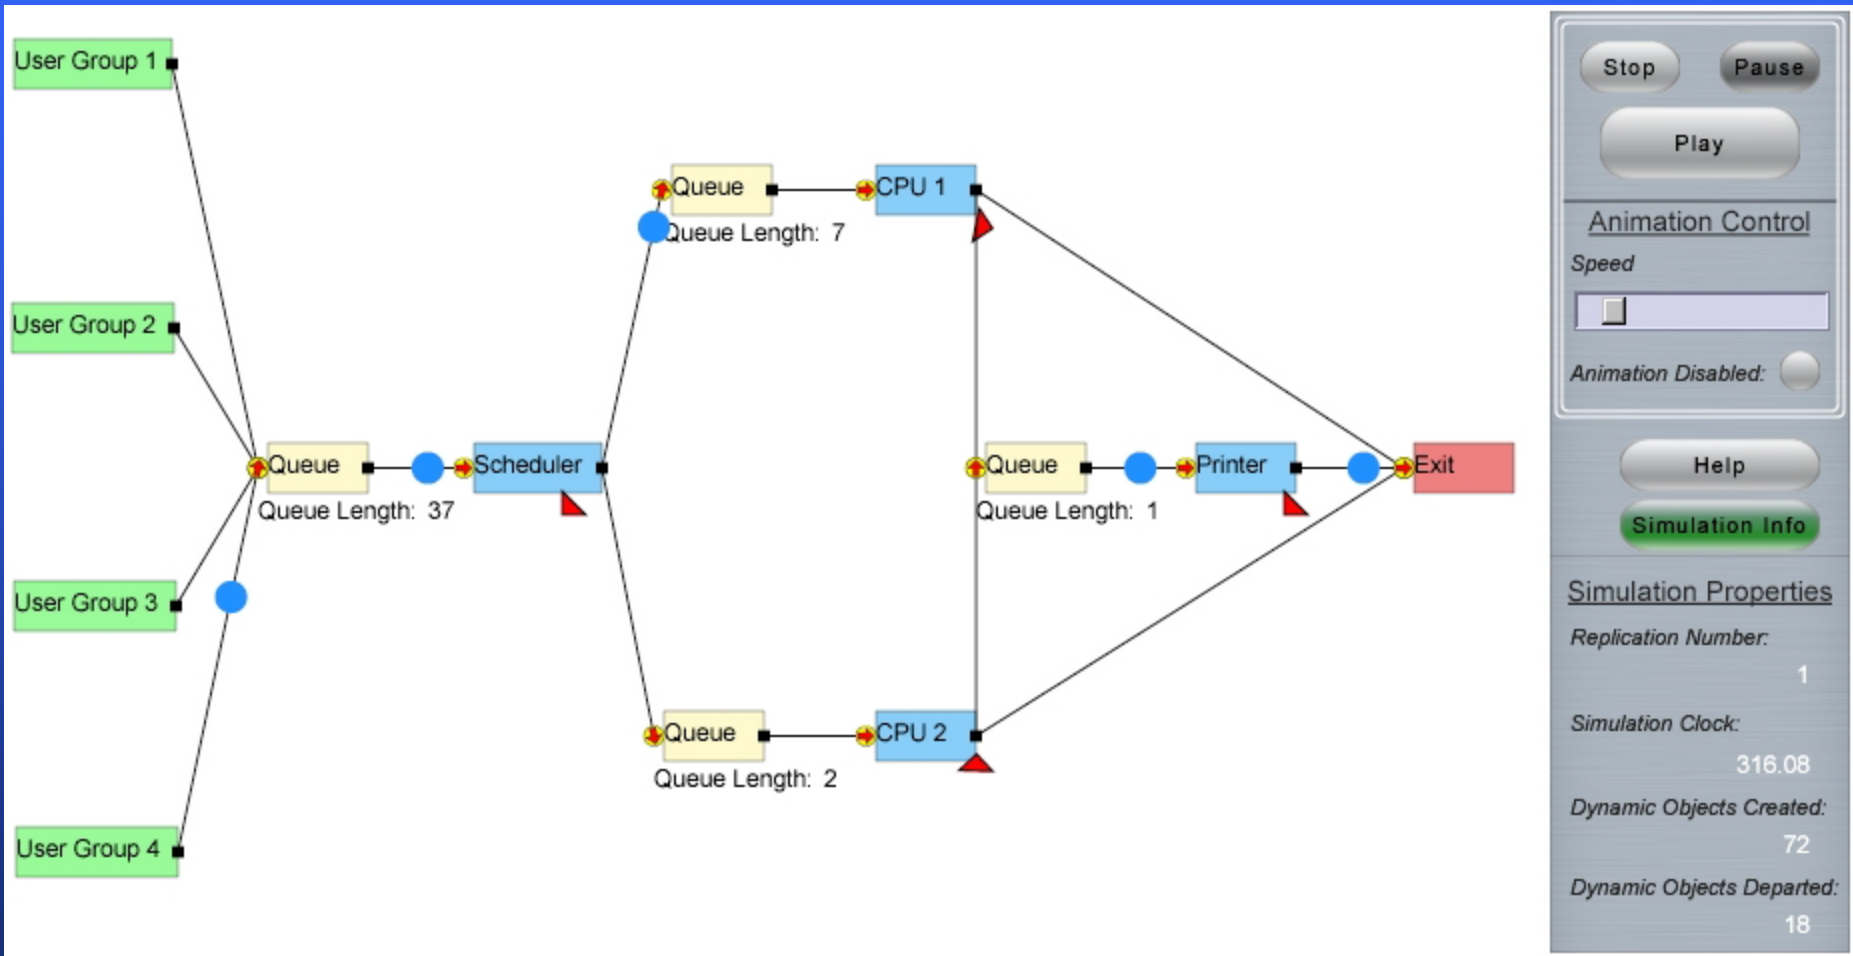 User Group 1
User Group 2
User Group 3
User Group 4
Queue
Queue Length: 37
Scheduler
Queue
Queue Length: 7
CPU 1
Queue
Queue Length: 2
CPU 2
Queue
Queue Length: 1
Printer
Exit
Stop
Pause
Play
Animation Control
Speed
Animation Disabled:
Help
Simulation Info
Simulation Properties
Replication Number:
1
Simulation Clock:
316.08
Dynamic Objects Created:
72
Dynamic Objects Departed:
18